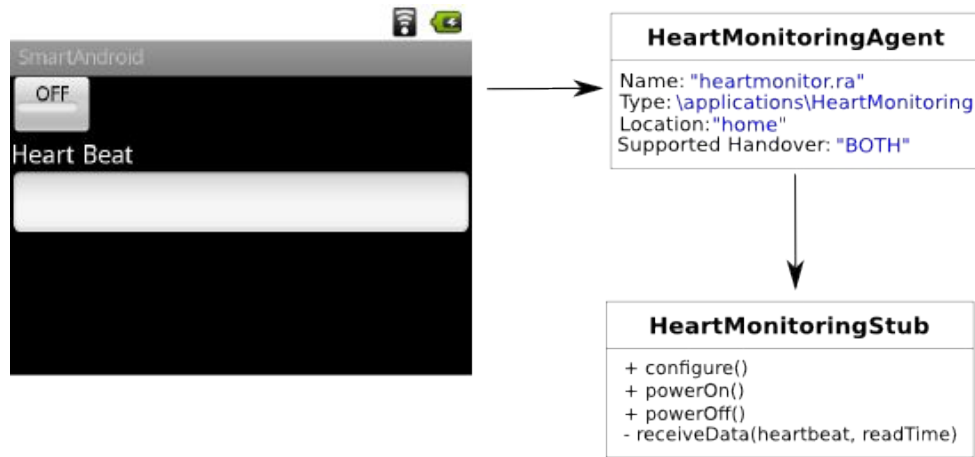 SmartAndroid
OFF
Heart Beat
HeartMonitoringAgent
Name: "heartmonitor.ra"
Type: \applications\HeartMonitoring
Location:"home"
Supported Handover: "BOTH"
HeartMonitoringStub
+ configure()
+ powerOn()
+ powerOff()
- receiveData(heartbeat, readTime)